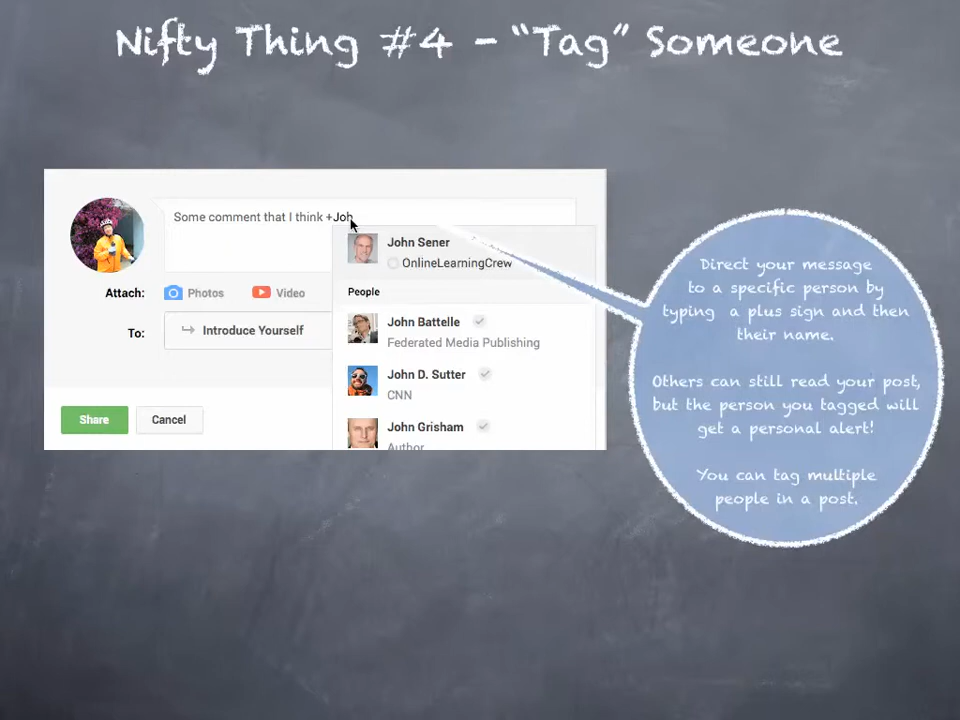 Nifty Thing #4 - “Tag” Someone
Some comment that I think +Joh
John Sener
OnlineLearningCrew
People
John Battelle
Federated Media Publishing
John D. Sutter
CNN
John Grisham
Author
Attach:
Photos
Video
To:
Introduce Yourself
Share
Cancel
Direct your message
to a specific person by
typing a plus sign and then
their name.
Others can still read your post,
but the person you tagged will
get a personal alert!
You can tag multiple
people in a post.